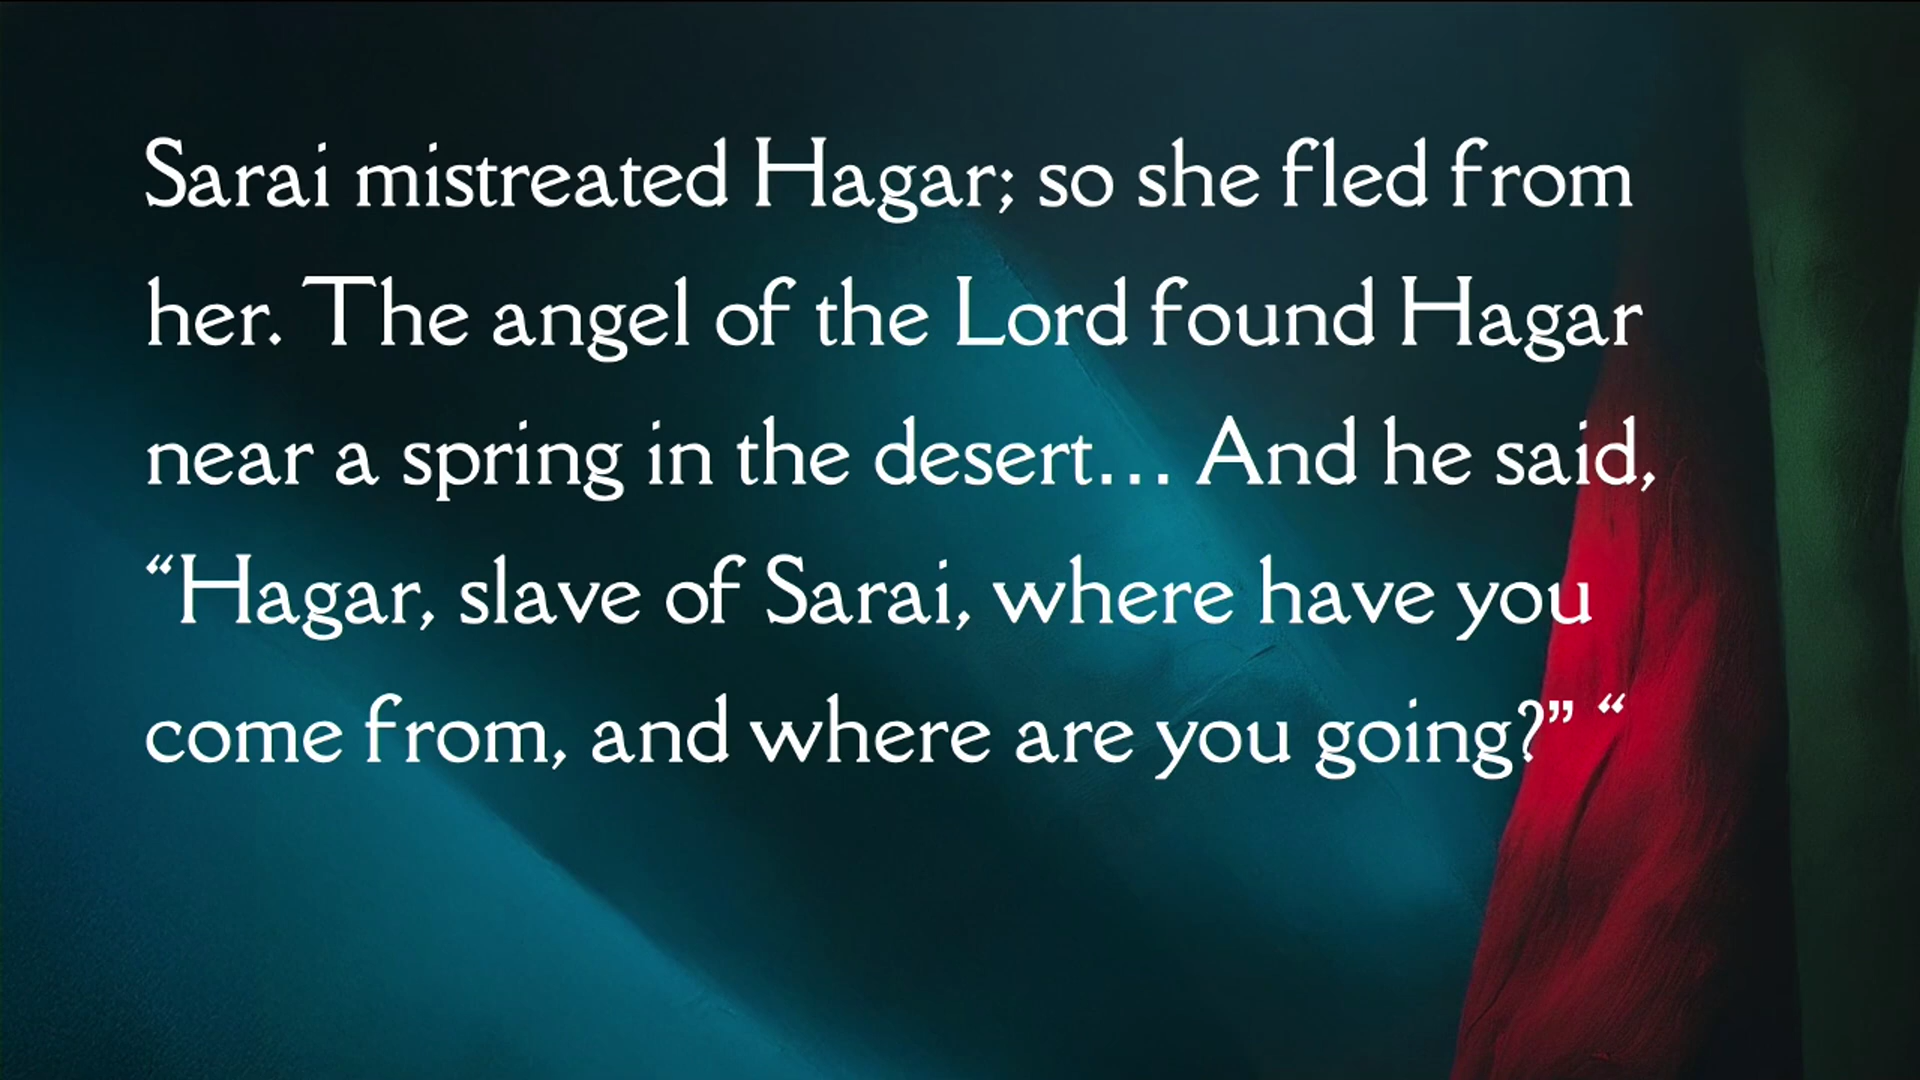 Sarai mistreated Hagar; so she fled from
her. The angel of the Lord found Hagar
near a spring in the desert… And he said,
“Hagar, slave of Sarai, where have you
come from, and where are you going?” “